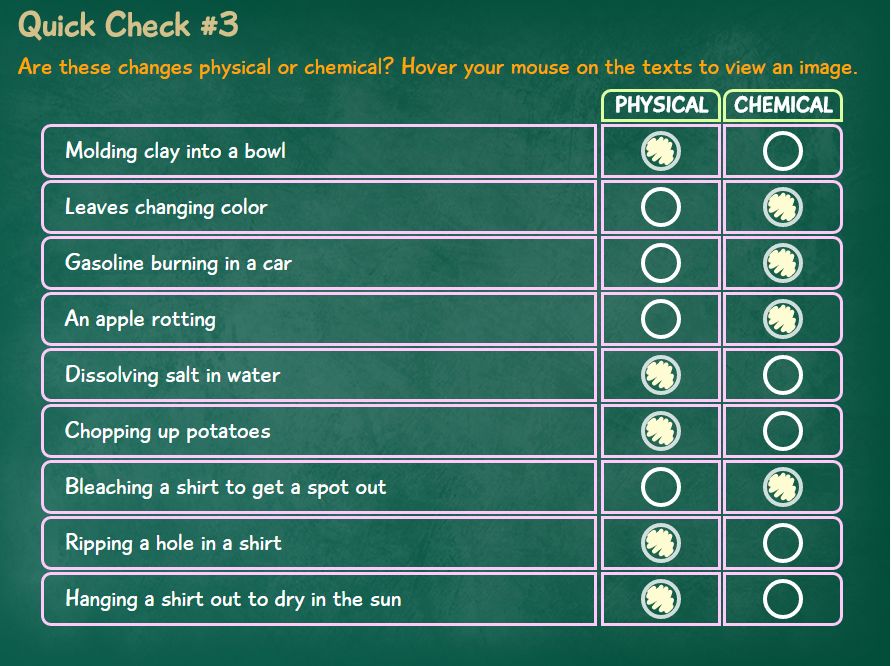 Quick Check #3
Are these changes physical or chemical? Hover your mouse on the texts to view an image.
PHYSICAL CHEMICAL
Molding clay into a bowl
Leaves changing color
Gasoline burning in a car
An apple rotting
Dissolving salt in water
Chopping up potatoes
Bleaching a shirt to get a spot out
Ripping a hole in a shirt
Hanging a shirt out to dry in the sun